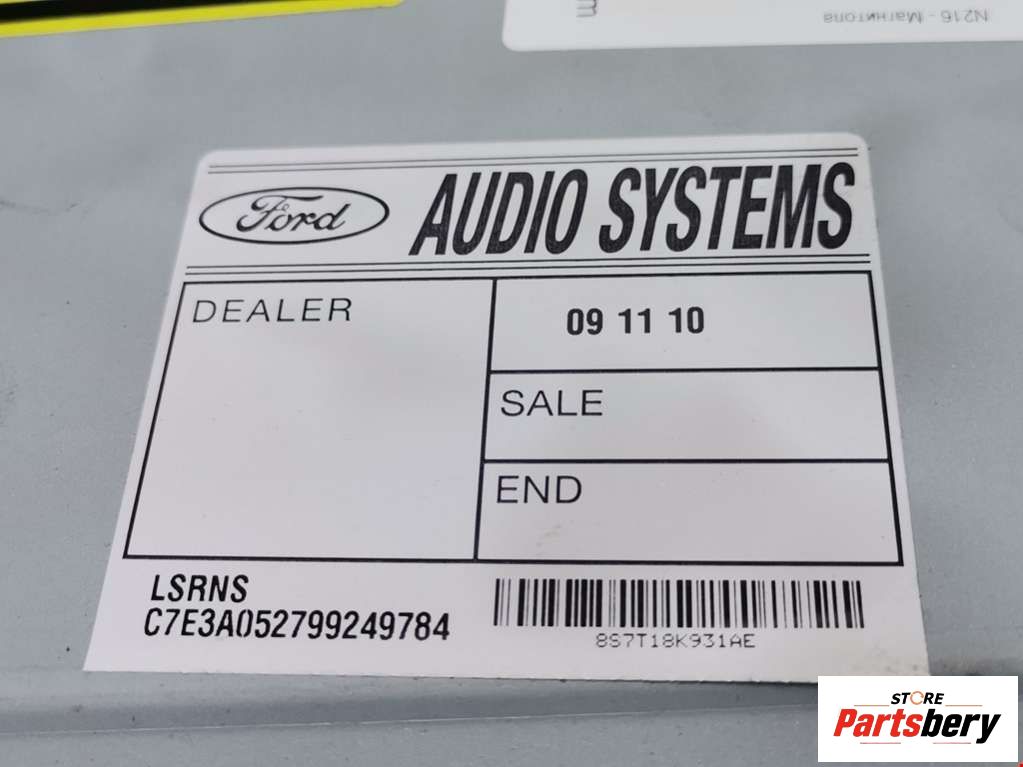 N216 - Магнитола
Ford AUDIO SYSTEMS
DEALER
09 11 10
SALE
END
LSRNS
C7E3A052799249784
8S7T18K931AE
STORE
Partsbery